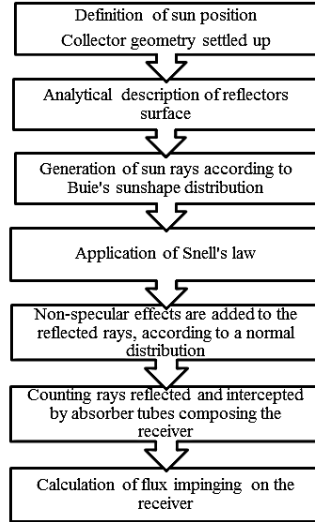 Definition of sun position
Collector geometry settled up
Analytical description of reflectors
surface
Generation of sun rays according to
Buie's sunshape distribution
Application of Snell's law
Non-specular effects are added to the
reflected rays, according to a normal
distribution
Counting rays reflected and intercepted
by absorber tubes composing the
receiver
Calculation of flux impinging on the
receiver